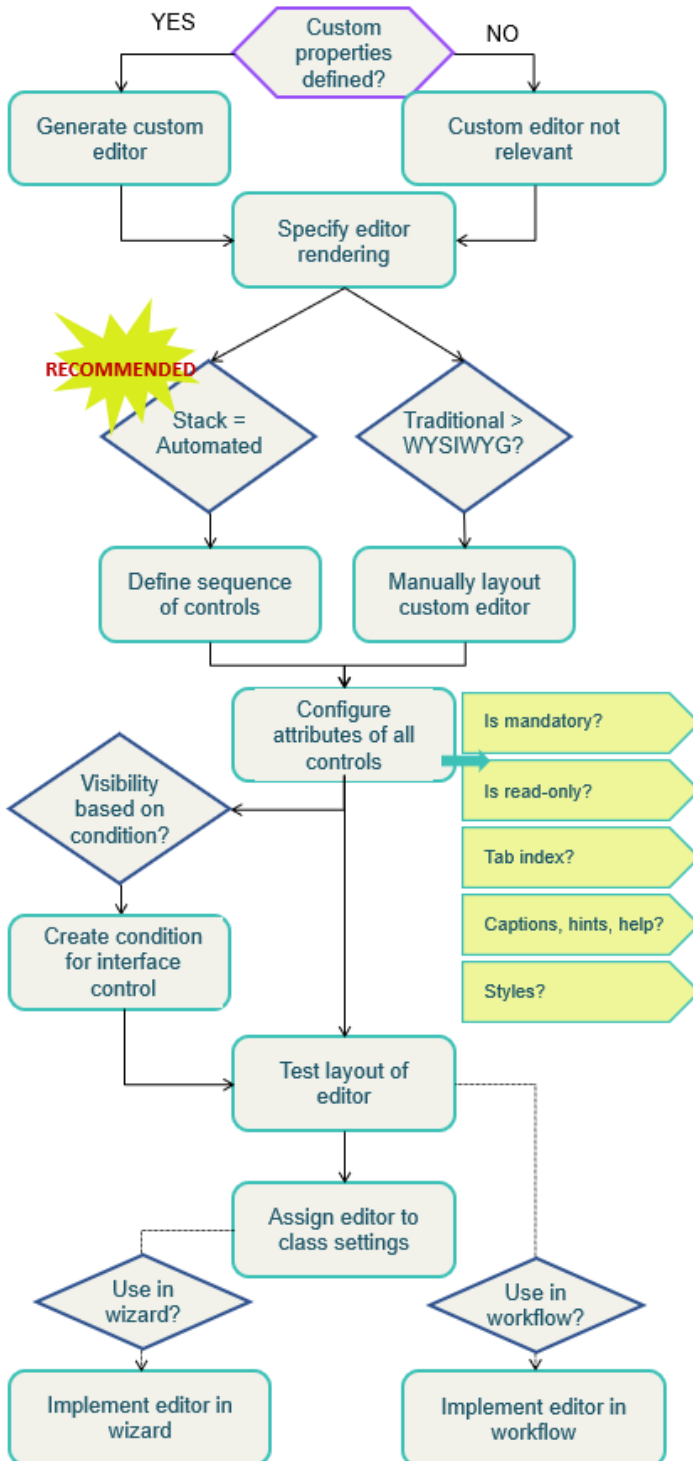 YES
Custom
properties
defined?
NO
Generate custom
editor
Custom editor not
relevant
Specify editor
rendering
RECOMMENDED
Stack =
Automated
Traditional >
WYSIWYG?
Define sequence
of controls
Manually layout
custom editor
Configure
attributes of all
controls
Is mandatory?
Is read-only?
Tab index?
Captions, hints, help?
Styles?
Visibility
based on
condition?
Create condition
for interface
control
Test layout of
editor
Assign editor to
class settings
Use in
wizard?
Use in
workflow?
Implement editor in
wizard
Implement editor in
workflow